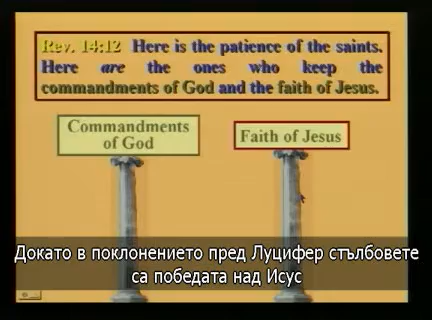 Rev. 14:12 Here is the patience of the saints.
Here are the ones who keep the
commandments of God and the faith of Jesus.
Commandments
of God
Faith of Jesus
Докато в поклонението пред Луцифер стълбовете
са победата над Исус